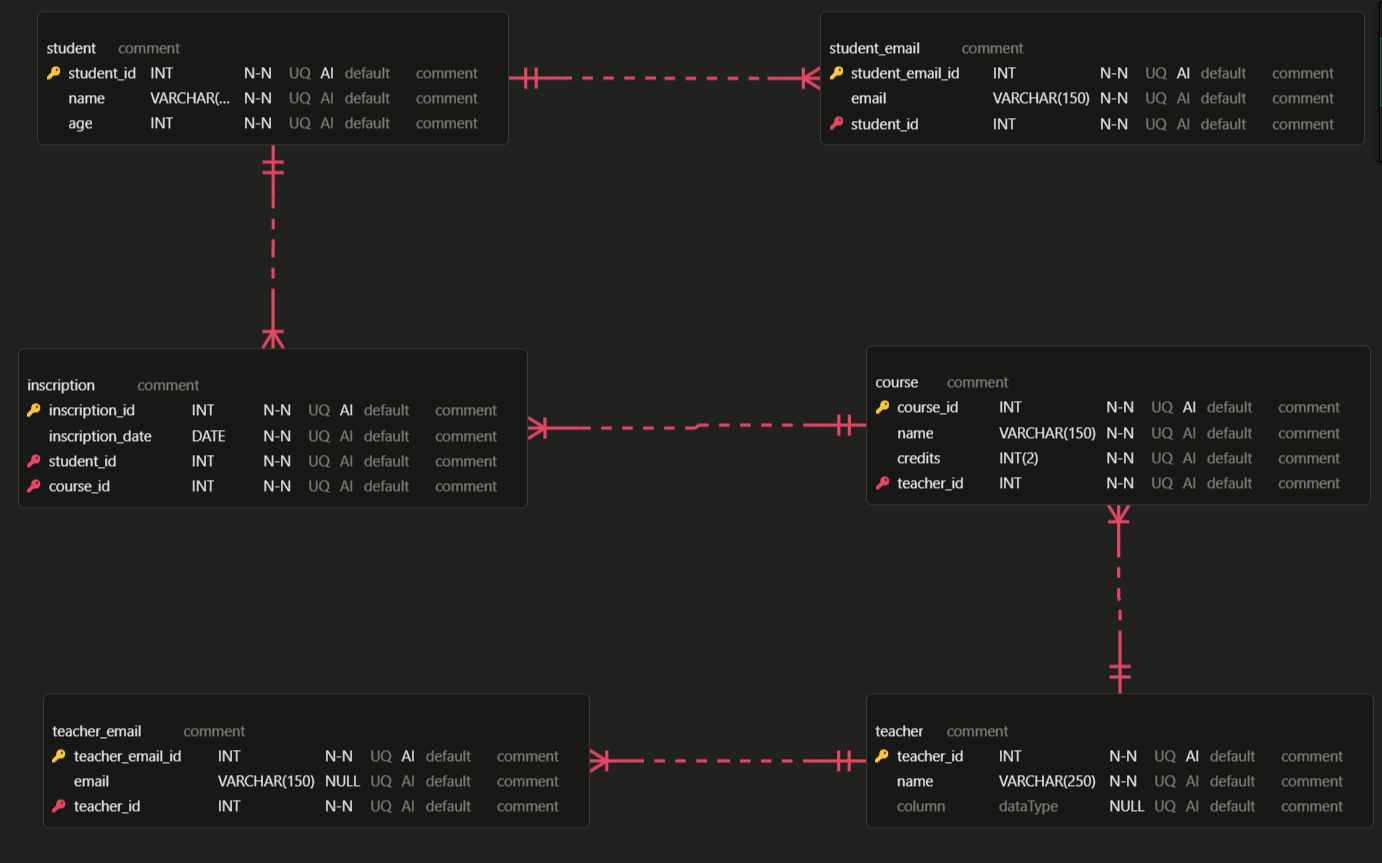 student comment
student_id INT N-N UQ AI default comment
name VARCHAR(... N-N UQ AI default comment
age INT N-N UQ AI default comment
student_email comment
student_email_id INT N-N UQ AI default comment
email VARCHAR(150) N-N UQ AI default comment
student_id INT N-N UQ AI default comment
inscription comment
inscription_id INT N-N UQ AI default comment
inscription_date DATE N-N UQ AI default comment
student_id INT N-N UQ AI default comment
course_id INT N-N UQ AI default comment
course comment
course_id INT N-N UQ AI default comment
name VARCHAR(150) N-N UQ AI default comment
credits INT(2) N-N UQ AI default comment
teacher_id INT N-N UQ AI default comment
teacher_email comment
teacher_email_id INT N-N UQ AI default comment
email VARCHAR(150) NULL UQ AI default comment
teacher_id INT N-N UQ AI default comment
teacher comment
teacher_id INT N-N UQ AI default comment
name VARCHAR(250) N-N UQ AI default comment
column dataType NULL UQ AI default comment